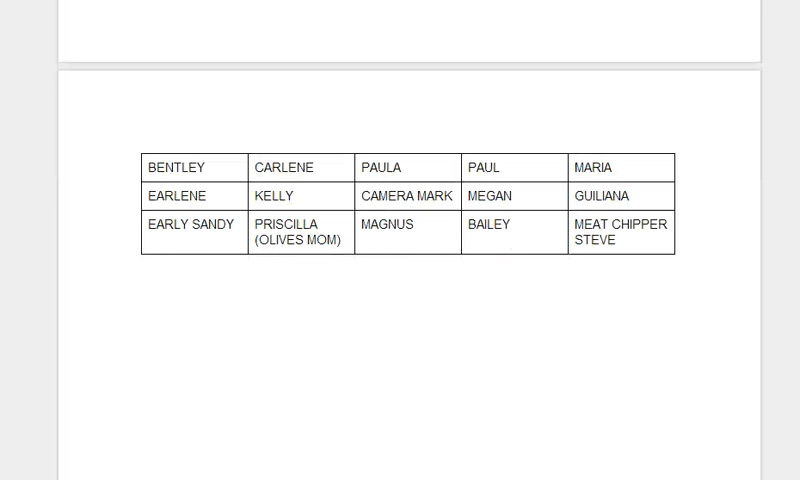 BENTLEY CARLENE PAULA PAUL MARIA
EARLENE KELLY CAMERA MARK MEGAN GUILIANA
EARLY SANDY PRISCILLA MAGNUS BAILEY MEAT CHIPPER
(OLIVES MOM) STEVE